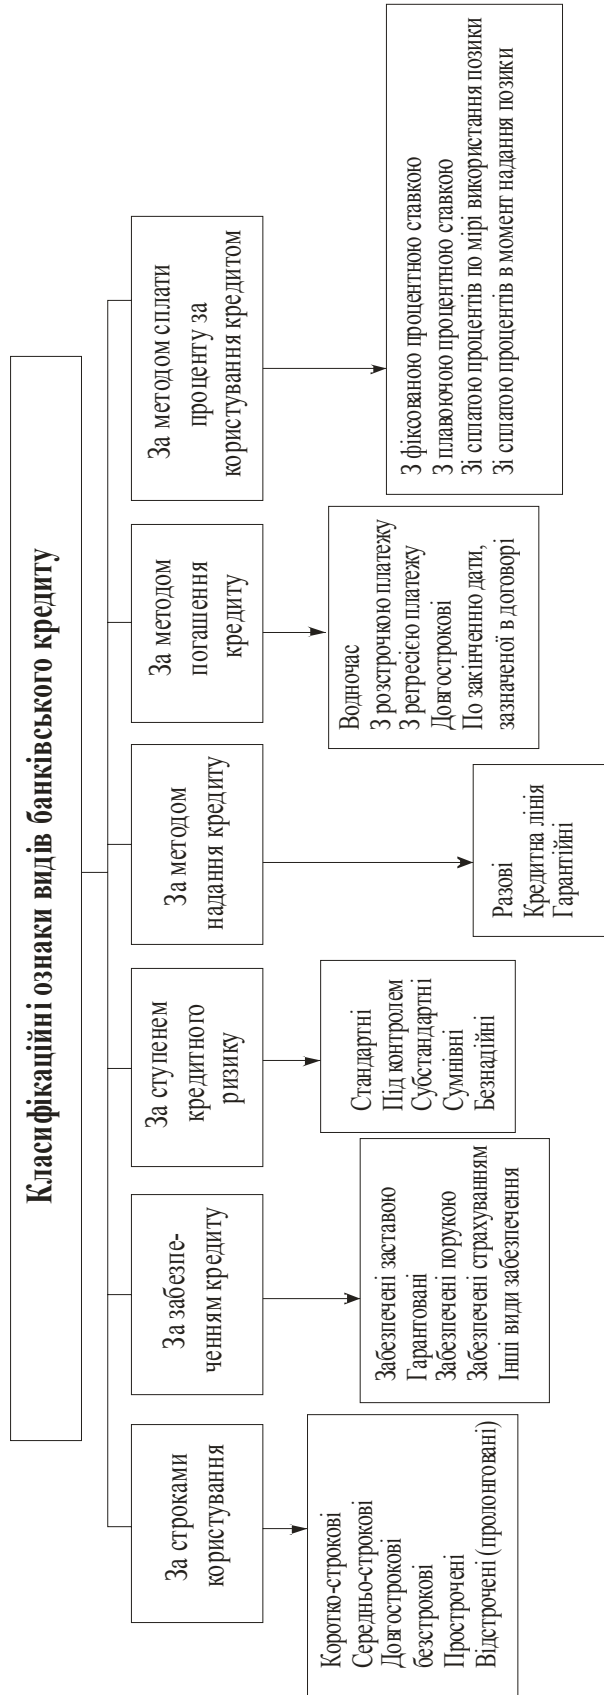 Класифікаційні ознаки видів банківського кредиту
За строками
користування
Коротко-строкові
Середньо-строкові
Довгострокові
безстрокові
Прострочені
Відстрочені (пролонговані)
За забезпе-
ченням кредиту
Забезпечені заставою
Гарантовані
Забезпечені порукою
Забезпечені страхуванням
Інші види забезпечення
За ступенем
кредитного
ризику
Стандартні
Під контролем
Субстандартні
Сумнівні
Безнадійні
За методом
надання кредиту
Разові
Кредитна лінія
Гарантійні
За методом
погашення
кредиту
Водночас
З розстрочкою платежу
З регресією платежу
Довгострокові
По закінченню дати,
зазначеної в договорі
За методом сплати
проценту за
користування кредитом
З фіксованою процентною ставкою
З плавоючою процентною ставкою
Зі сплатою процентів по мірі використання позики
Зі сплатою процентів в момент надання позики